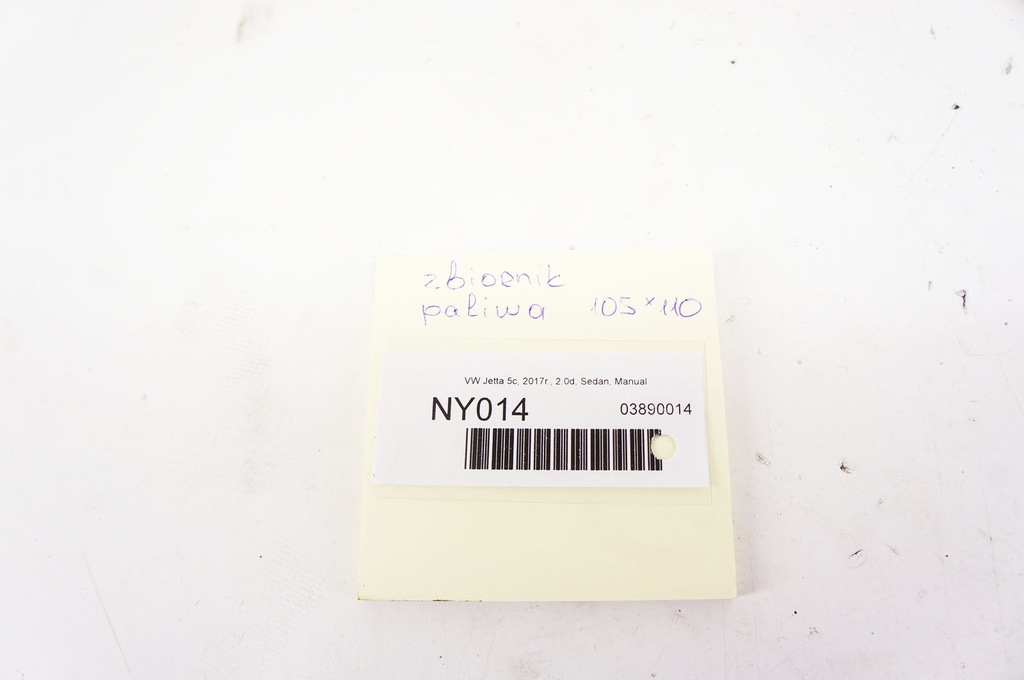 zbiornik
paliwa 105x110
VW Jetta 5c, 2017r., 2.0d, Sedan, Manual
NY014 03890014